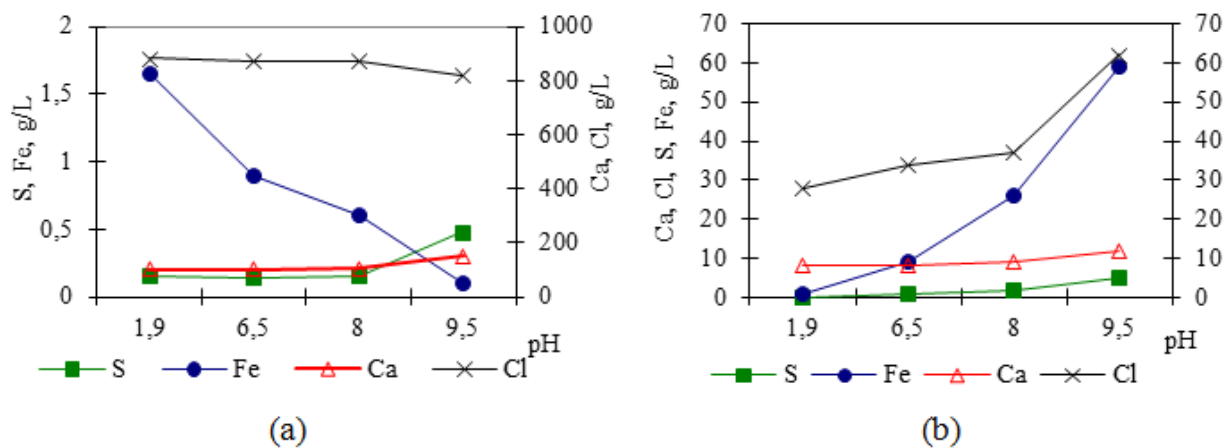 S, Fe, g/L
2
1,5
1
0,5
0
1000
800
600
400
200
0
Ca, Cl, g/L
1,9 6,5 8 9,5
pH
S Fe Ca Cl
(a)
Ca, Cl, S, Fe, g/L
70
60
50
40
30
20
10
0
70
60
50
40
30
20
10
0
1,9 6,5 8 9,5
pH
S Fe Ca Cl
(b)